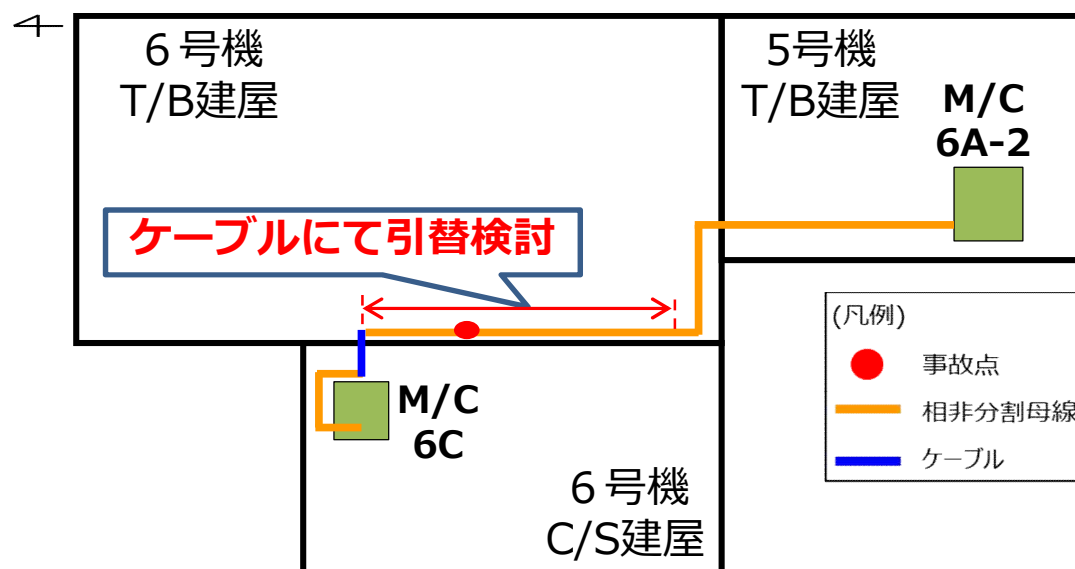 ６号機
T/B建屋
5号機
T/B建屋
M/C
6A-2
ケーブルにて引替検討
M/C
6C
６号機
C/S建屋
(凡例)
事故点
相非分割母線
ケーブル